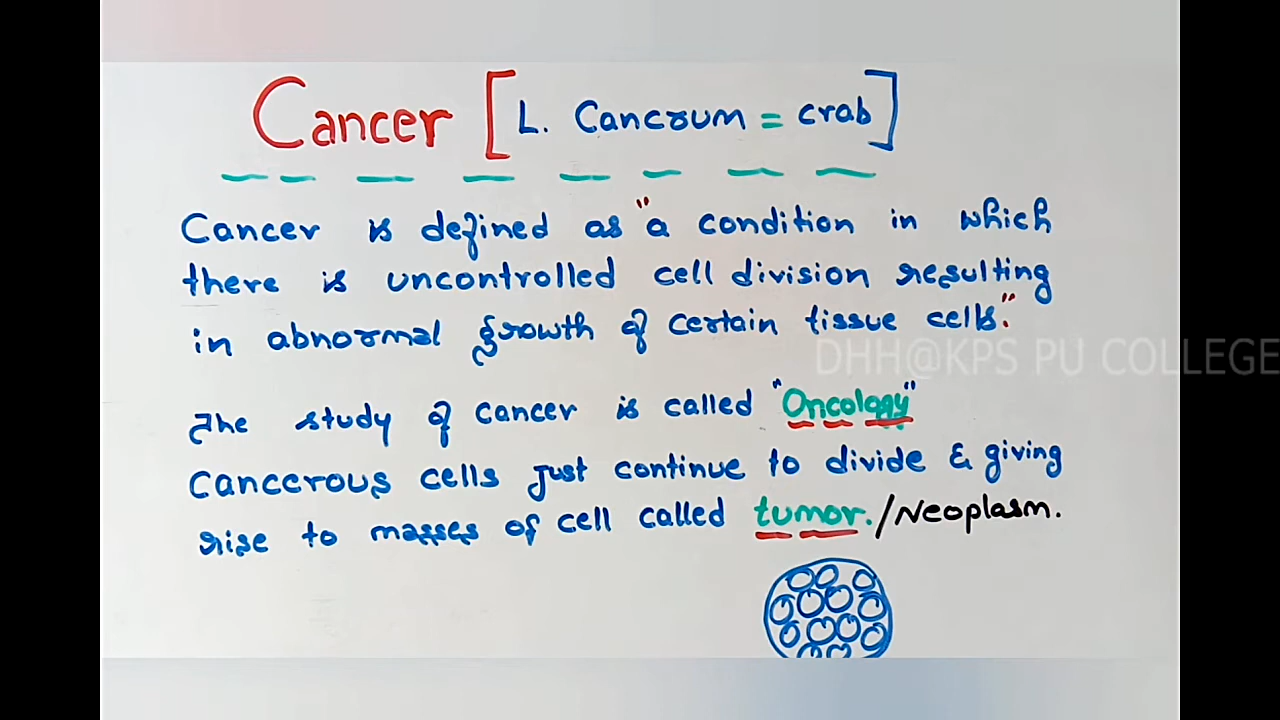 Cancer [L. Cancrum = crab]
Cancer is defined as "a condition in which
there is uncontrolled cell division resulting
in abnormal growth of certain tissue cells."
DHH@KPS PU COLLEGE
The study of cancer is called "Oncology"
Cancerous cells just continue to divide & giving
rise to masses of cell called tumor./Neoplasm.